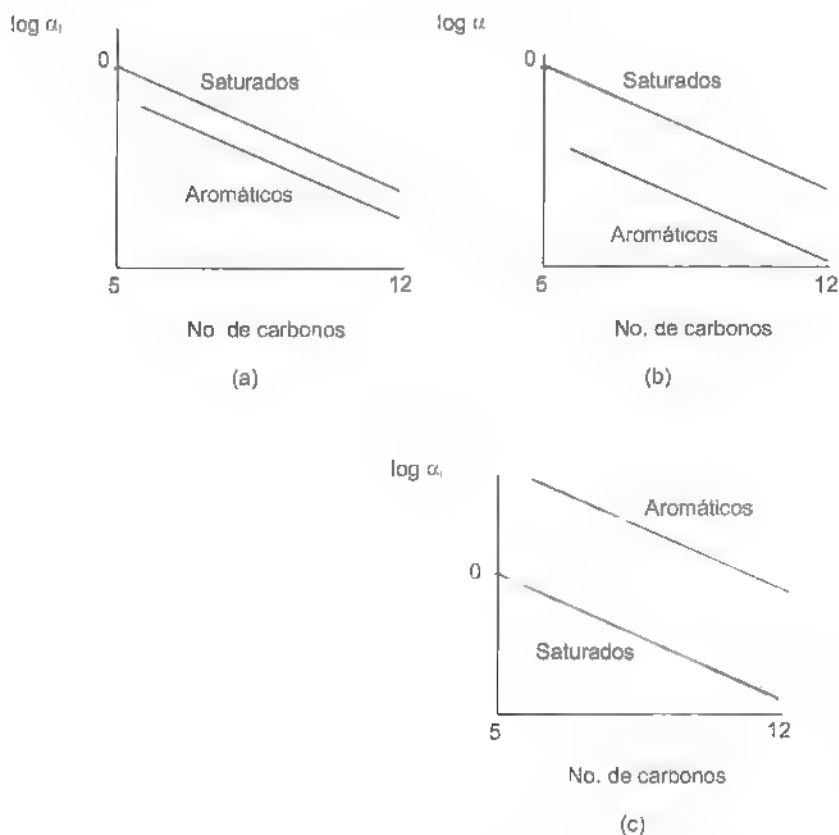 log αᵢ
0
Saturados
Aromáticos
5
12
No de carbonos
(a)
log α
0
Saturados
Aromáticos
5
12
No. de carbonos
(b)
log αᵢ
Aromáticos
0
Saturados
5
12
No. de carbonos
(c)